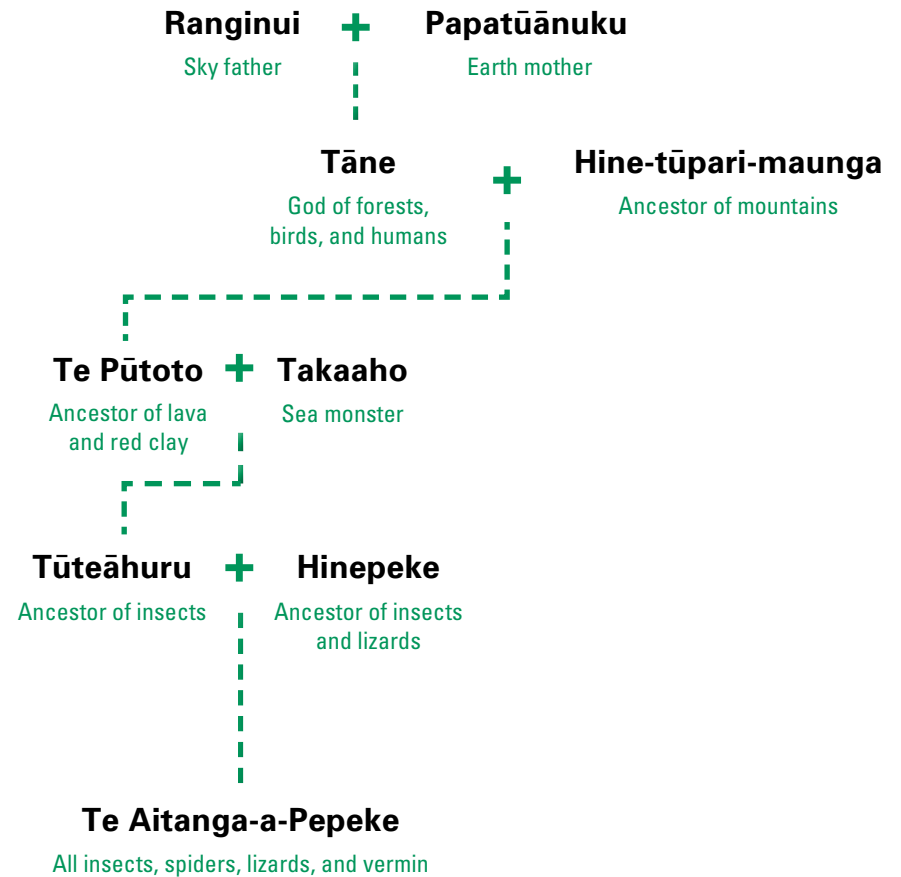 Ranginui + Papatūānuku
Sky father Earth mother
Tāne + Hine-tūpari-maunga
God of forests, Ancestor of mountains
birds, and humans
Te Pūtoto + Takaaho
Ancestor of lava Sea monster
and red clay
Tūteāhuru + Hinepeke
Ancestor of insects Ancestor of insects
and lizards
Te Aitanga-a-Pepeke
All insects, spiders, lizards, and vermin